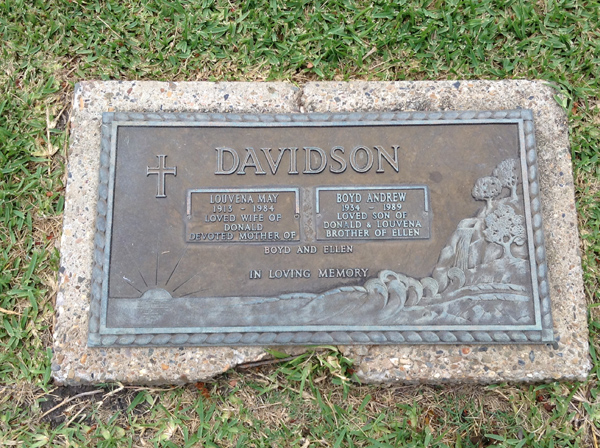 DAVIDSON
LOUVENA MAY
1913 - 1984
LOVED WIFE OF
DONALD
DEVOTED MOTHER OF
BOYD AND ELLEN
BOYD ANDREW
1934 - 1989
LOVED SON OF
DONALD & LOUVENA
BROTHER OF ELLEN
IN LOVING MEMORY